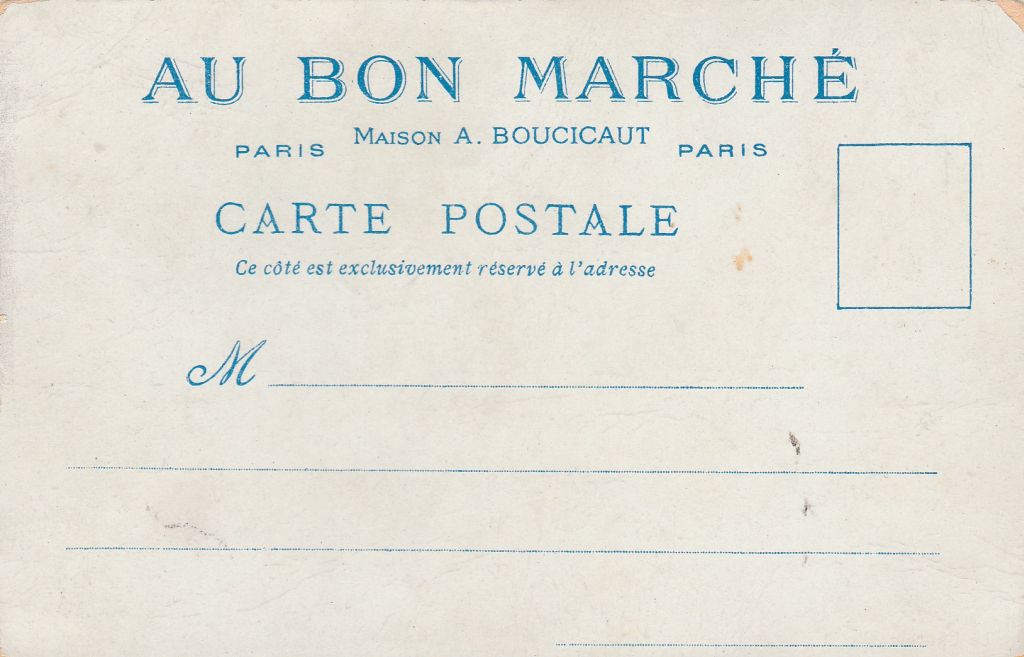 AU BON MARCHÉ
PARIS MAISON A. BOUCICAUT PARIS
CARTE POSTALE
Ce côté est exclusivement réservé à l'adresse
M